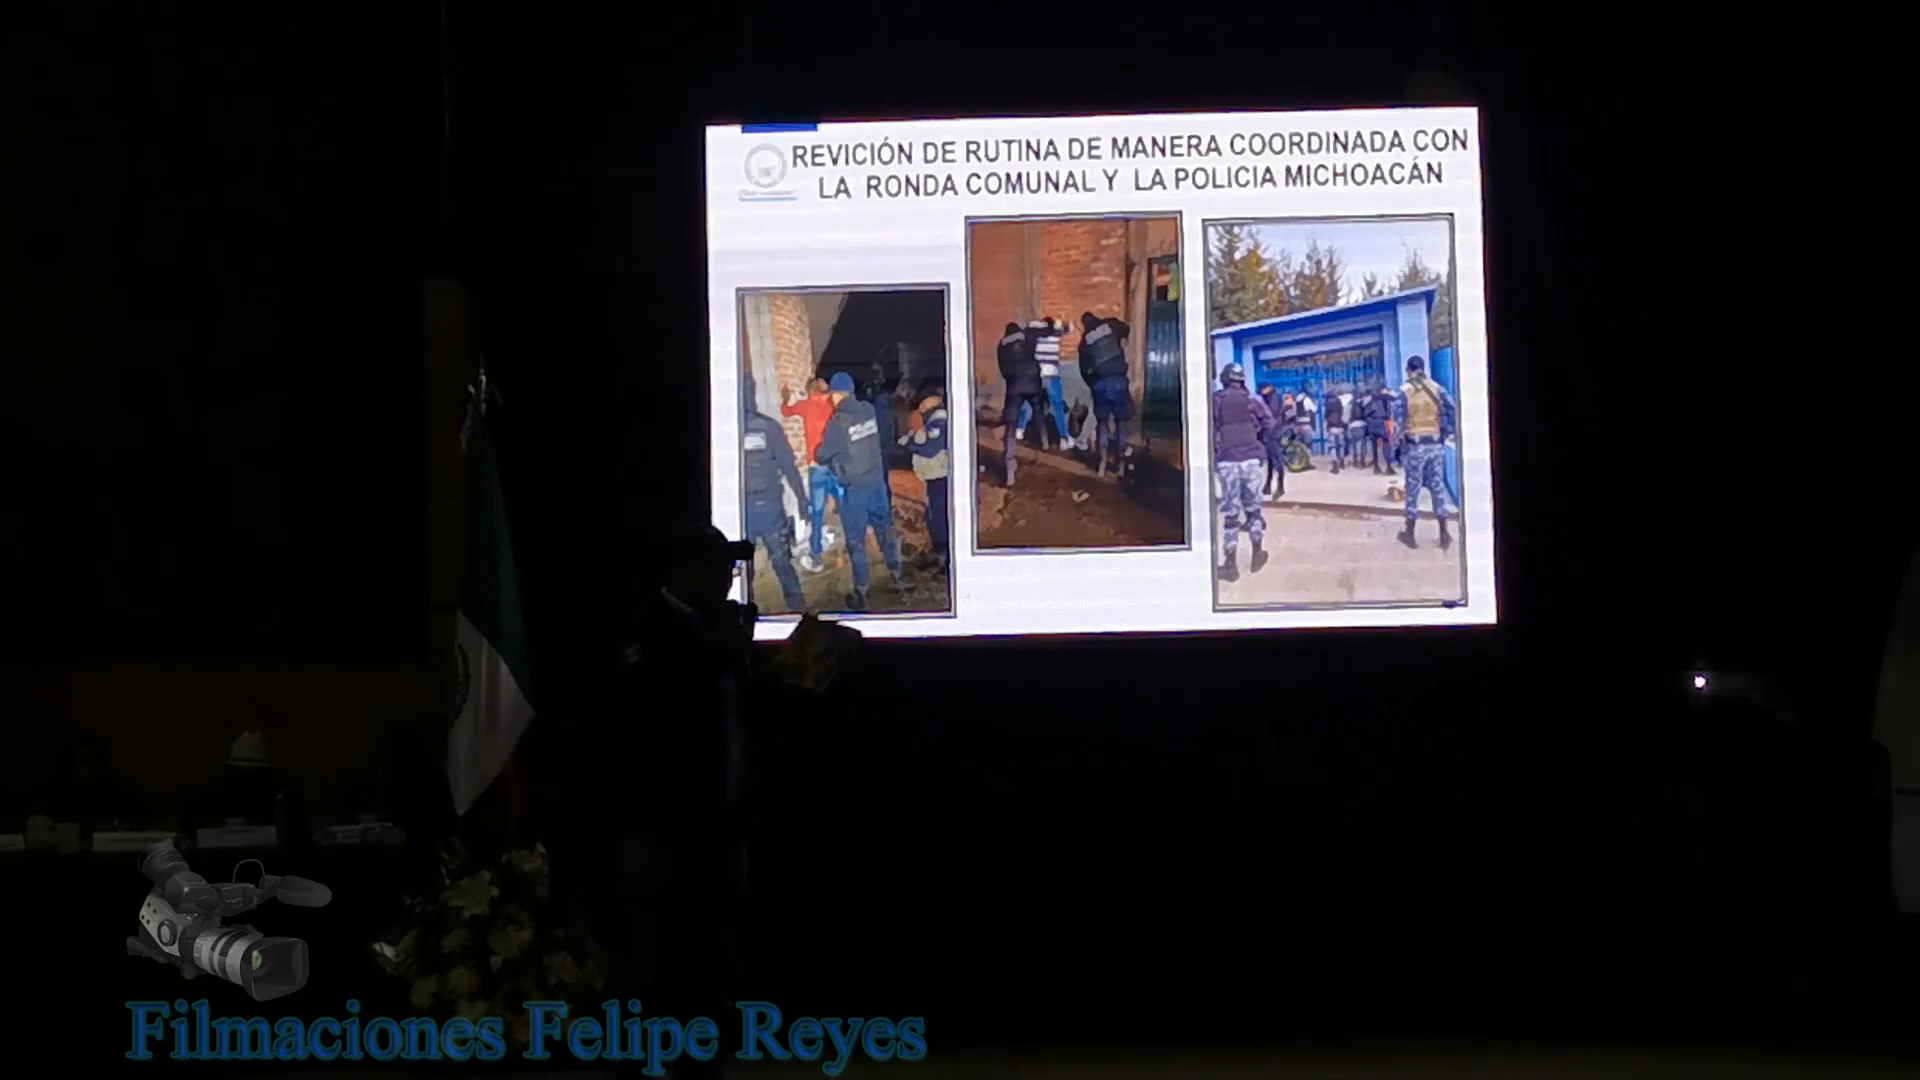 REVICIÓN DE RUTINA DE MANERA COORDINADA CON
LA RONDA COMUNAL Y LA POLICIA MICHOACÁN
Filmaciones Felipe Reyes